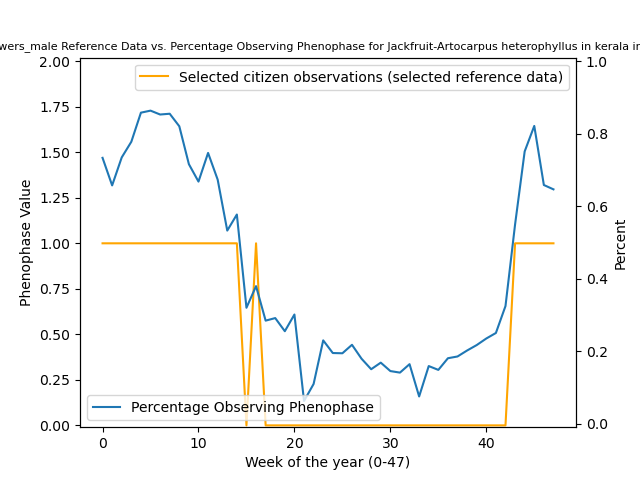 wers_male Reference Data vs. Percentage Observing Phenophase for Jackfruit-Artocarpus heterophyllus in kerala in
2.00
1.75
1.50
1.25
1.00
0.75
0.50
0.25
0.00
Phenophase Value
Selected citizen observations (selected reference data)
Percentage Observing Phenophase
1.0
0.8
0.6
0.4
0.2
0.0
Percent
0 10 20 30 40
Week of the year (0-47)